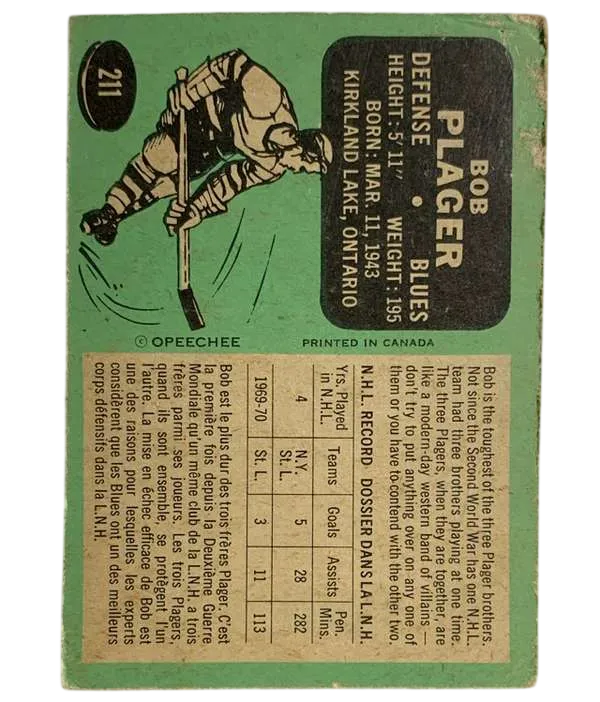 BOB
PLAGER
DEFENSE • BLUES
HEIGHT: 5' 11" WEIGHT: 195
BORN: MAR. 11, 1943
KIRKLAND LAKE, ONTARIO
211
Bob is the toughest of the three Plager brothers.
Not since the Second World War has one N.H.L.
team had three brothers playing at one time.
The three Plagers, when they are together, are
like a modern-day western band of villains —
don't try to put anything over on any one of
them or you have to contend with the other two.
N.H.L. RECORD DOSSIER DANS LA L.N.H.
Yrs. Played in N.H.L. Teams Goals Assists Pen. Mins.
4 N.Y. St. L. 5 28 282
1969-70 St. L. 3 11 113
Bob est le plus dur des trois frères Plager. C'est
la première fois depuis la Deuxième Guerre
Mondiale qu'un même club de la L.N.H. a trois
frères parmi ses joueurs. Les trois Plagers,
quand ils sont ensemble, se protègent l'un
l'autre. La mise en échec efficace de Bob est
une des raisons pour lesquelles les experts
considèrent que les Blues ont un des meilleurs
corps défensifs dans la L.N.H.
© OPEECHEE PRINTED IN CANADA